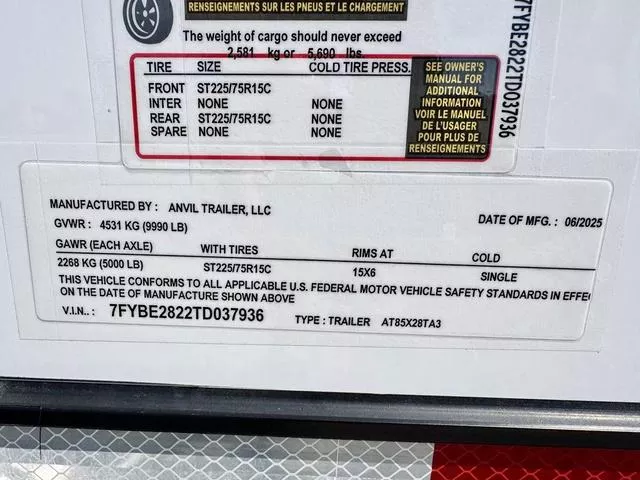 RENSEIGNEMENTS SUR LES PNEUS ET LE CHARGEMENT
The weight of cargo should never exceed
2,581 kg or 5,690 lbs.
TIRE SIZE COLD TIRE PRESS.
FRONT ST225/75R15C
INTER NONE NONE
REAR ST225/75R15C NONE
SPARE NONE NONE
SEE OWNER'S
MANUAL FOR
ADDITIONAL
INFORMATION
VOIR LE MANUEL
DE L'USAGER
POUR PLUS DE
RENSEIGNEMENTS
7FYBE2822TD037936
MANUFACTURED BY : ANVIL TRAILER, LLC
GVWR : 4531 KG (9990 LB) DATE OF MFG. : 06/2025
GAWR (EACH AXLE) WITH TIRES RIMS AT COLD
2268 KG (5000 LB) ST225/75R15C 15X6 SINGLE
THIS VEHICLE CONFORMS TO ALL APPLICABLE U.S. FEDERAL MOTOR VEHICLE SAFETY STANDARDS IN EFFE
ON THE DATE OF MANUFACTURE SHOWN ABOVE
V.I.N.. : 7FYBE2822TD037936 TYPE : TRAILER AT85X28TA3